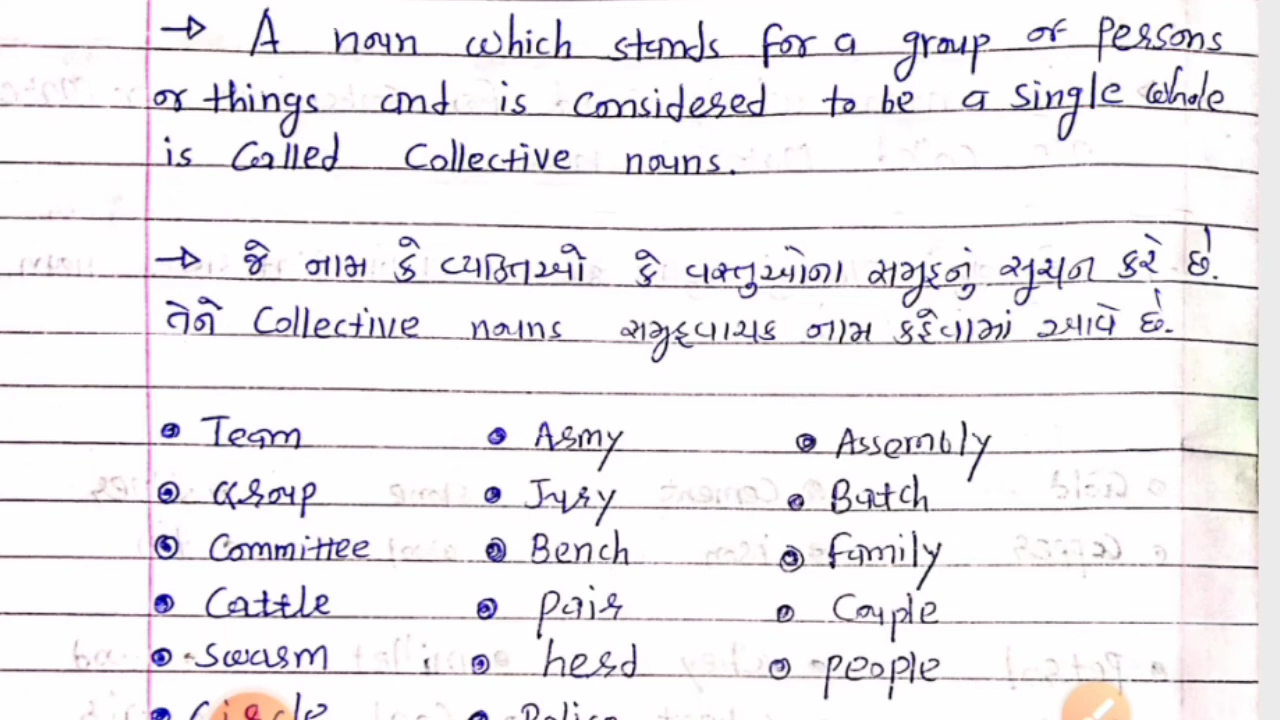 → A noun which stands for a group of persons
or things and is considered to be a single whole
is called collective nouns.
→ જે નામ કે વ્યક્તિઓ કે વસ્તુઓના સમુહનું સુચન કરે છે.
તેને Collective nouns સમુહવાચક નામ કહેવામાં આવે છે.
• Team • Army • Assembly
• Group • Jury • Batch
• Committee • Bench • family
• Cattle • pair • Couple
• swarm • herd • people
• Circle • Police